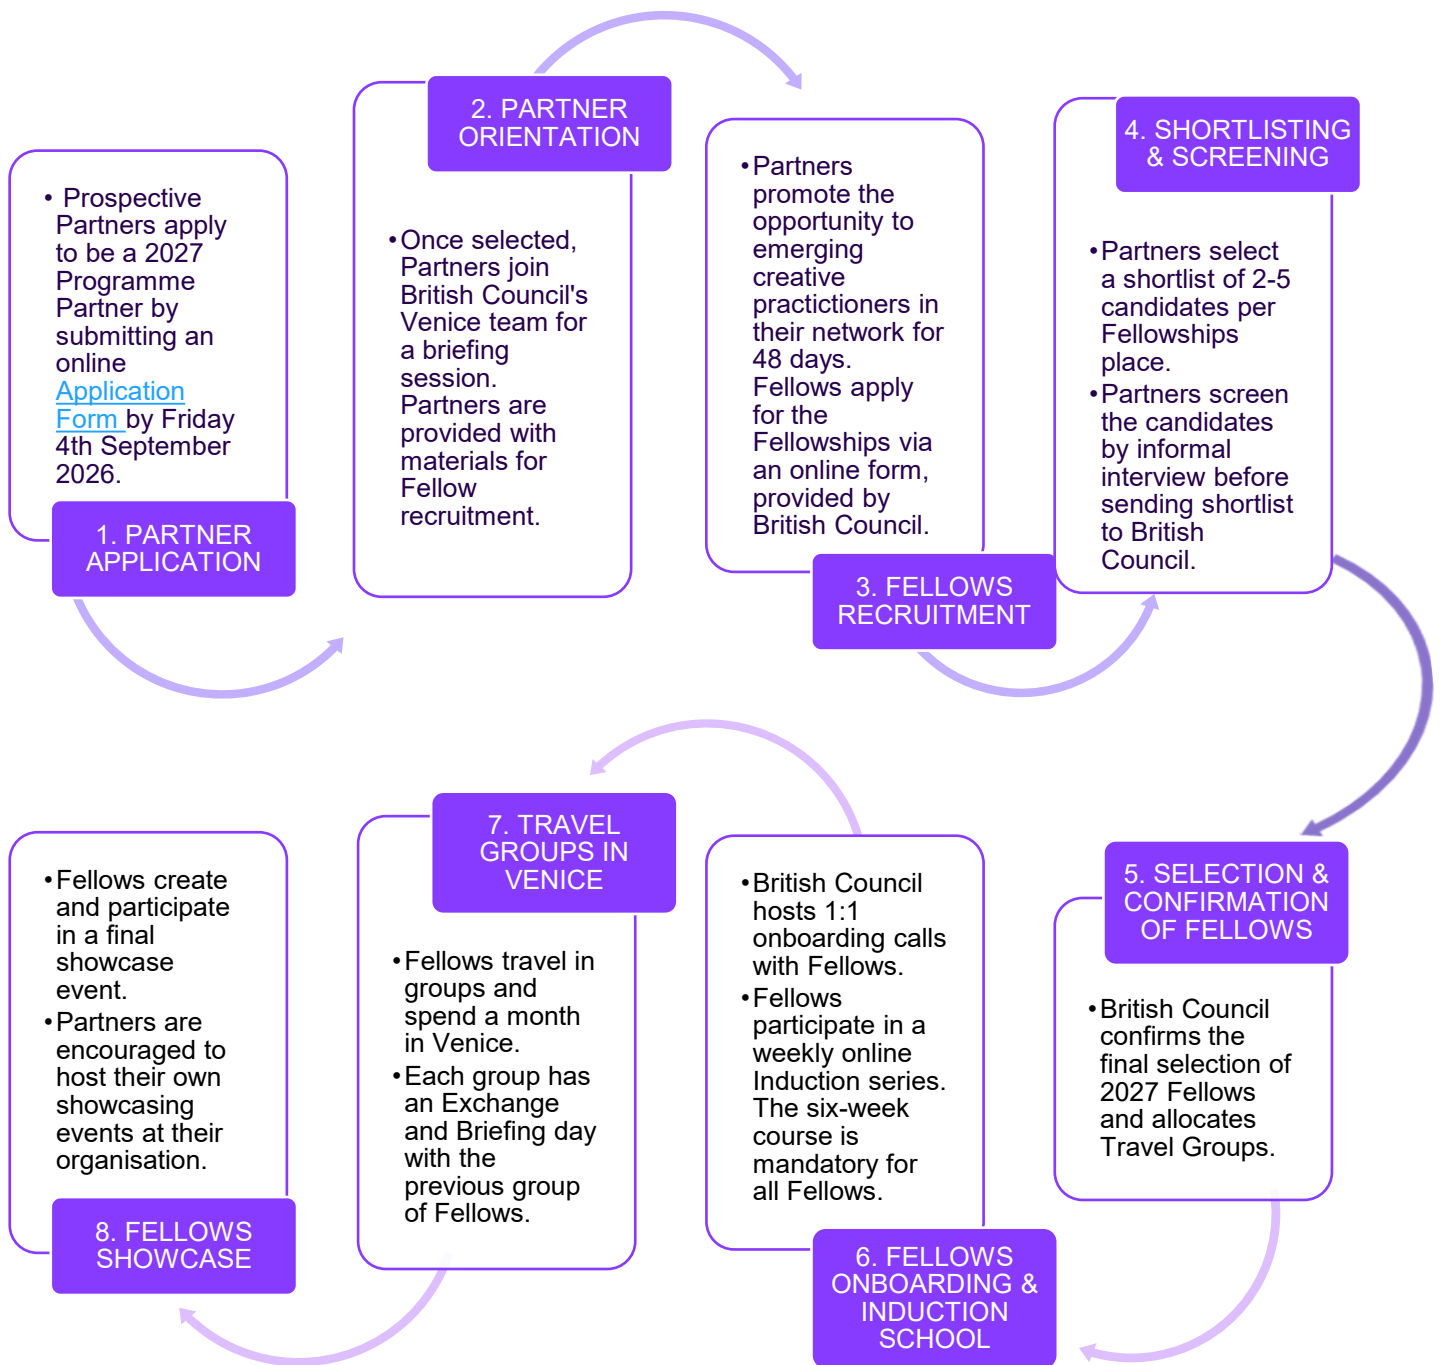 • Prospective
Partners apply
to be a 2027
Programme
Partner by
submitting an
online
Application
Form by Friday
4th September
2026.
1. PARTNER
APPLICATION
2. PARTNER
ORIENTATION
•Once selected,
Partners join
British Council's
Venice team for
a briefing
session.
Partners are
provided with
materials for
Fellow
recruitment.
•Partners
promote the
opportunity to
emerging
creative
practictioners in
their network for
48 days.
Fellows apply
for the
Fellowships via
an online form,
provided by
British Council.
3. FELLOWS
RECRUITMENT
4. SHORTLISTING
& SCREENING
•Partners select
a shortlist of 2-5
candidates per
Fellowships
place.
•Partners screen
the candidates
by informal
interview before
sending shortlist
to British
Council.
5. SELECTION &
CONFIRMATION
OF FELLOWS
•British Council
confirms the
final selection of
2027 Fellows
and allocates
Travel Groups.
•British Council
hosts 1:1
onboarding calls
with Fellows.
•Fellows
participate in a
weekly online
Induction series.
The six-week
course is
mandatory for
all Fellows.
6. FELLOWS
ONBOARDING &
INDUCTION
SCHOOL
7. TRAVEL
GROUPS IN
VENICE
•Fellows travel in
groups and
spend a month
in Venice.
•Each group has
an Exchange
and Briefing day
with the
previous group
of Fellows.
•Fellows create
and participate
in a final
showcase
event.
•Partners are
encouraged to
host their own
showcasing
events at their
organisation.
8. FELLOWS
SHOWCASE